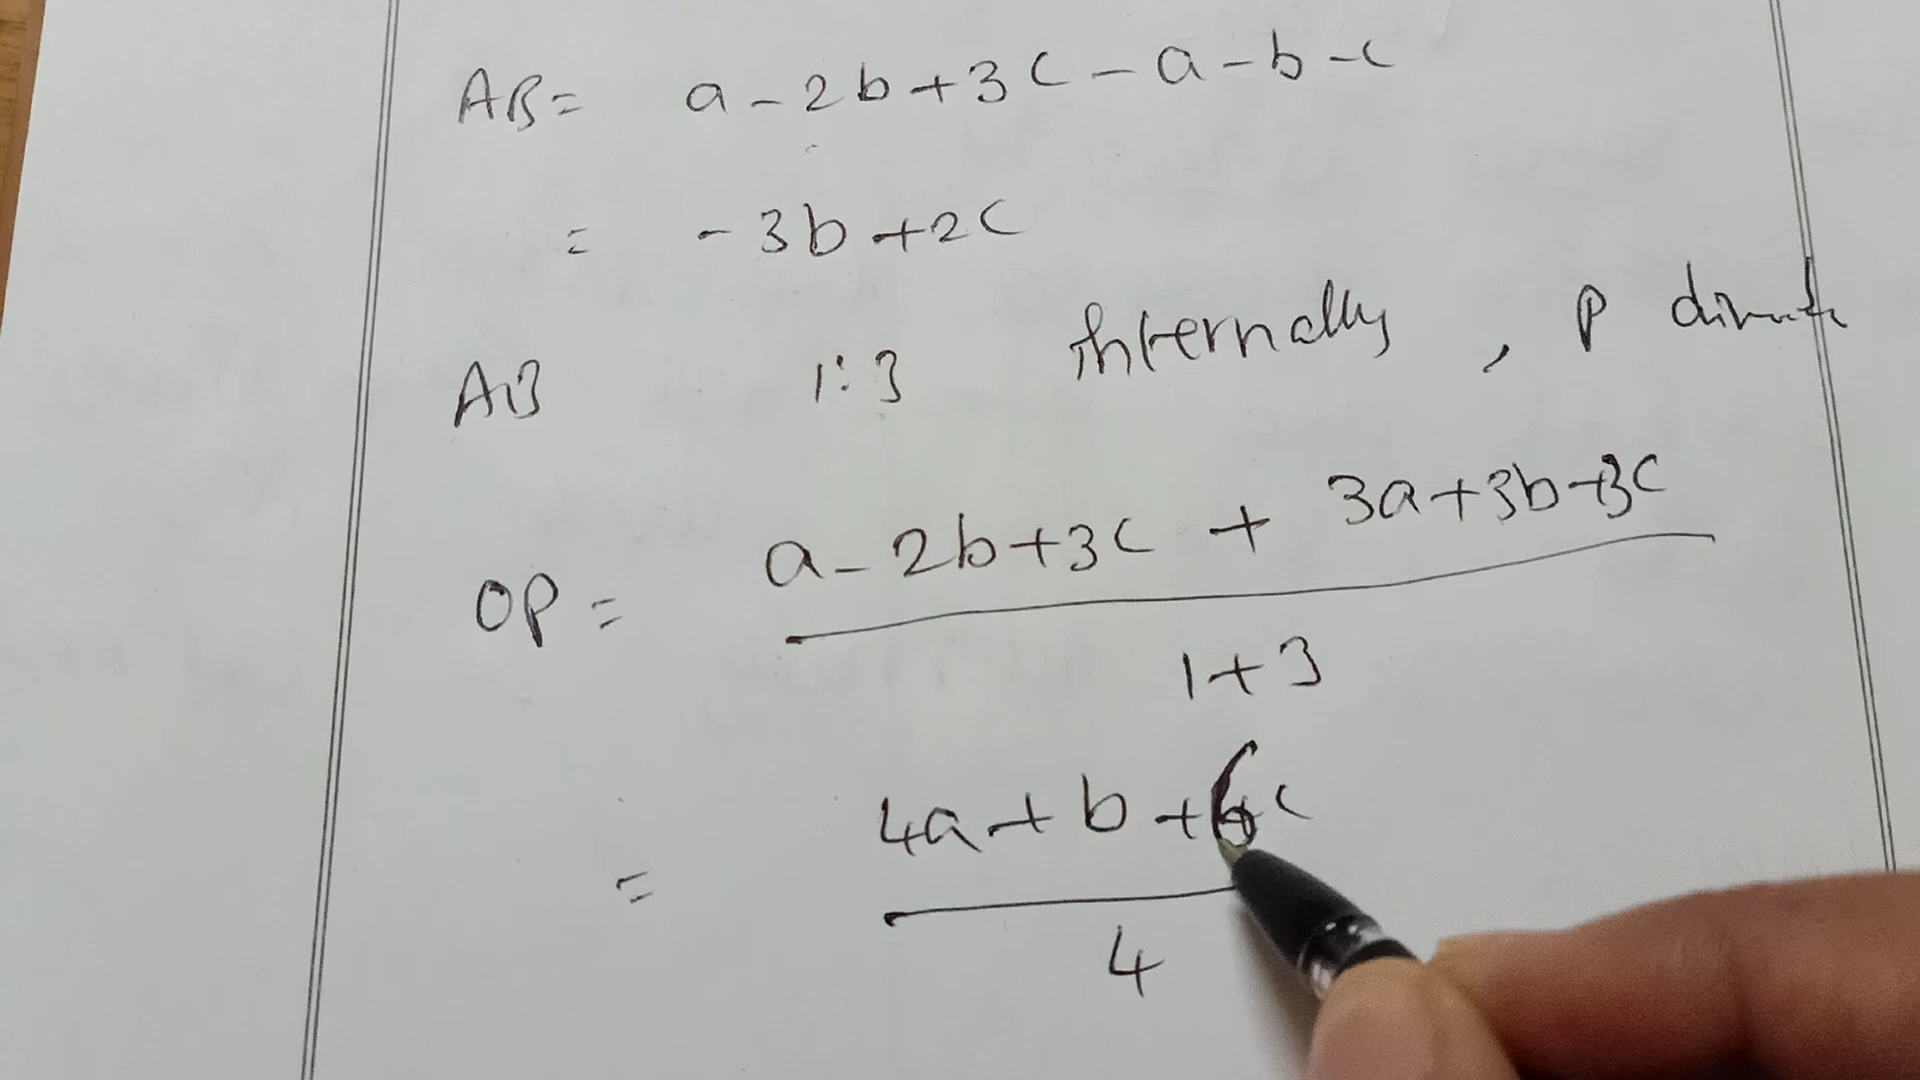 AB = a - 2b + 3c - a - b - c
= - 3b + 2c
AB 1:3 internally , P
OP = a - 2b + 3c + 3a + 3b + 3c
1 + 3
= 4a + b + 6c
4